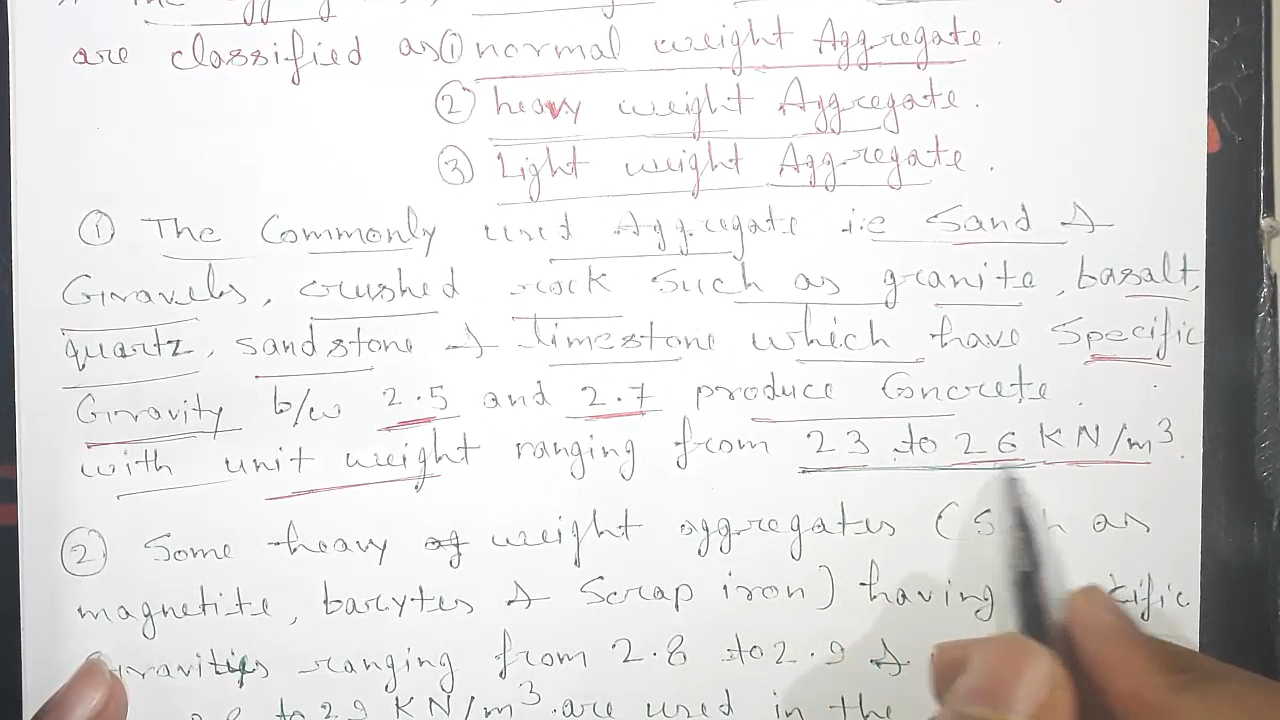 are classified as ① normal weight Aggregate.
② heavy weight Aggregate.
③ Light weight Aggregate.
① The Commonly used Aggregate i.e Sand &
Gravels, crushed rock Such as granite, basalt,
quartz, sandstone & limestone which have Specific
Gravity b/w 2.5 and 2.7 produce Concrete.
with unit weight ranging from 23 to 26 KN/m³.
② Some heavy weight aggregates (Such as
magnetite, barytes & Scrap iron) having
Gravities ranging from 2.8 to 2.9 &
to 29 KN/m³ are used in the